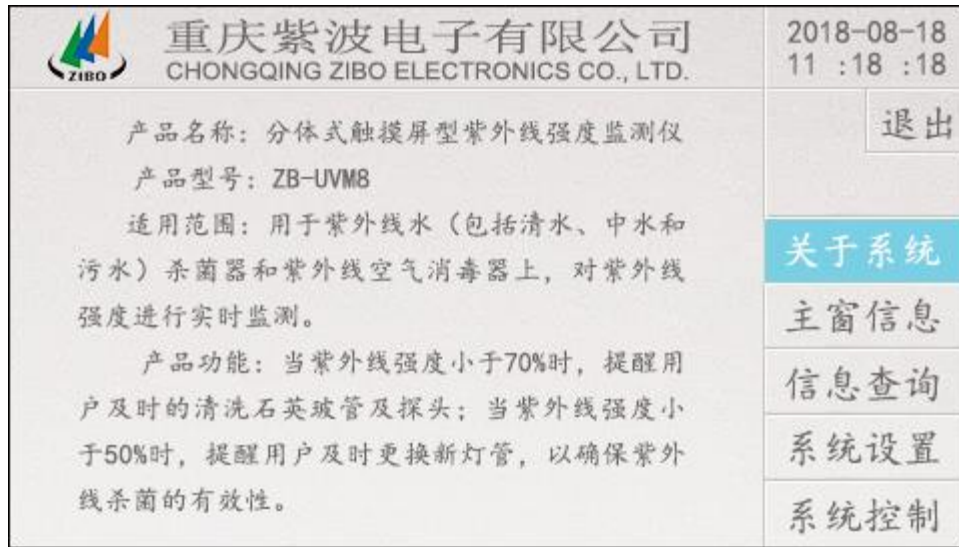 重庆紫波电子有限公司
CHONGQING ZIBO ELECTRONICS CO., LTD.
ZIBO
2018-08-18
11 :18 :18
退出
产品名称：分体式触摸屏型紫外线强度监测仪
产品型号：ZB-UVM8
适用范围：用于紫外线水（包括清水、中水和
污水）杀菌器和紫外线空气消毒器上，对紫外线
强度进行实时监测。
产品功能：当紫外线强度小于70%时，提醒用
户及时的清洗石英玻管及探头；当紫外线强度小
于50%时，提醒用户及时更换新灯管，以确保紫外
线杀菌的有效性。
关于系统
主窗信息
信息查询
系统设置
系统控制